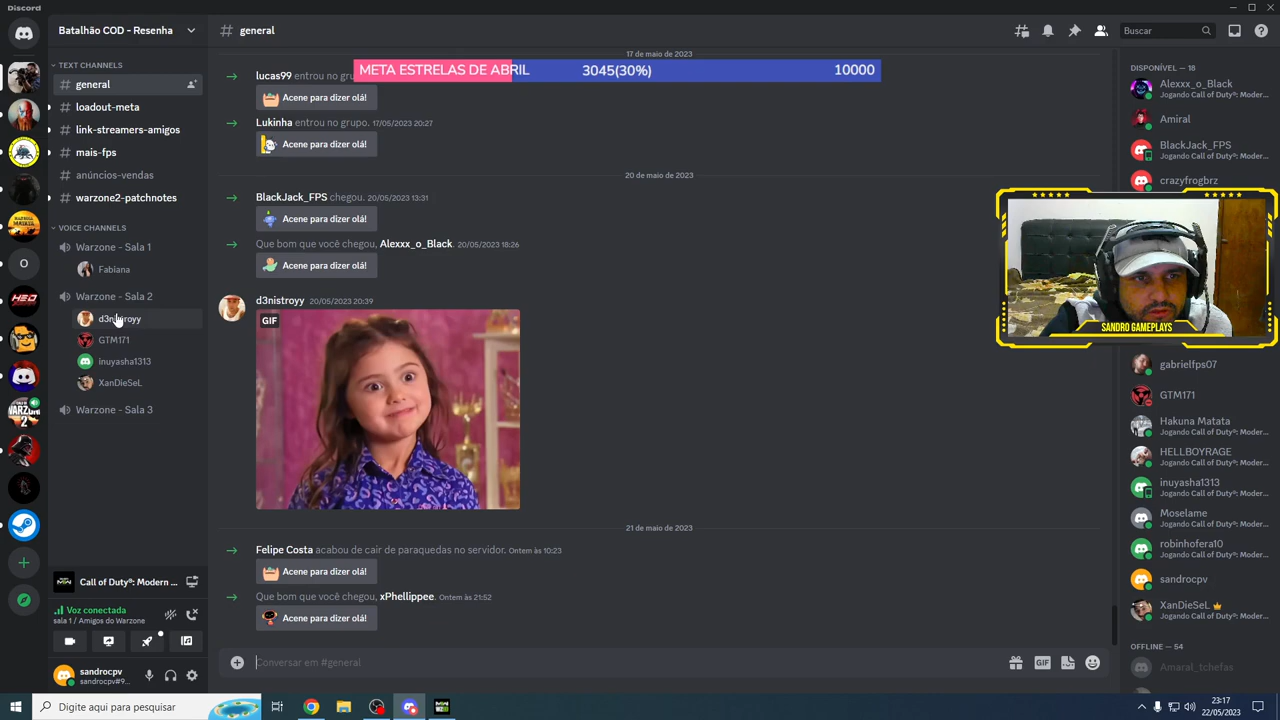 Discord
Batalhão COD - Resenha
TEXT CHANNELS
# general
# loadout-meta
# link-streamers-amigos
# mais-fps
# anúncios-vendas
# warzone2-patchnotes
VOICE CHANNELS
Warzone - Sala 1
Fabiana
Warzone - Sala 2
d3nistroyy
GTM171
inuyasha1313
XanDieSeL
Warzone - Sala 3
O
Call of Duty®: Modern ...
Voz conectada
sala 1 / Amigos do Warzone
sandrocpv
sandrocpv#9...
# general
Buscar
17 de maio de 2023
META ESTRELAS DE ABRIL 3045(30%) 10000
lucas99 entrou no gru
Acene para dizer olá!
Lukinha entrou no grupo. 17/05/2023 20:27
Acene para dizer olá!
20 de maio de 2023
BlackJack_FPS chegou. 20/05/2023 13:31
Acene para dizer olá!
Que bom que você chegou, Alexxx_o_Black. 20/05/2023 18:26
Acene para dizer olá!
d3nistroyy 20/05/2023 20:39
GIF
21 de maio de 2023
Felipe Costa acabou de cair de paraquedas no servidor. Ontem às 10:23
Acene para dizer olá!
Que bom que você chegou, xPhellippee. Ontem às 21:52
Acene para dizer olá!
Conversar em #general
GIF
DISPONÍVEL — 18
Alexxx_o_Black
Jogando Call of Duty®: Moder...
Amiral
BlackJack_FPS
Jogando Call of Duty®: Moder...
crazyfrogbrz
SANDRO GAMEPLAYS
gabrielfps07
GTM171
Hakuna Matata
Jogando Call of Duty®: Moder...
HELLBOYRAGE
Jogando Call of Duty®: Moder...
inuyasha1313
Jogando Call of Duty®: Moder...
Moselame
Jogando Call of Duty®: Moder...
robinhofera10
Jogando Call of Duty®: Moder...
sandrocpv
XanDieSeL
Jogando Call of Duty®: Moder...
OFFLINE — 54
Amaral_tchefas
Digite aqui para pesquisar
23:17
22/05/2023